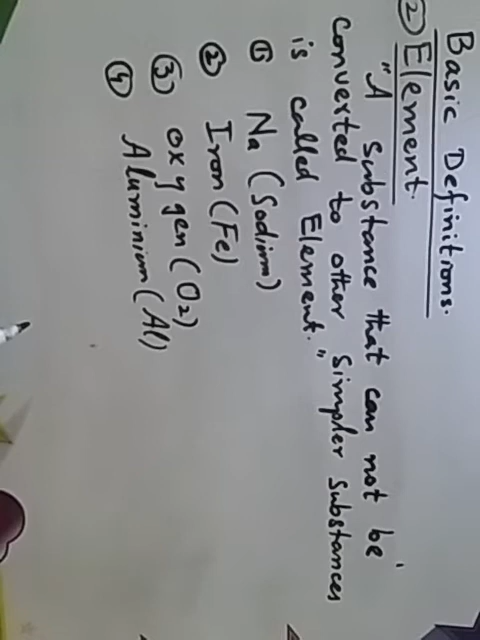 Basic Definitions.
② Element.
"A Substance that can not be
converted to other simpler substances
is called Element."
① Na (Sodium)
② Iron (Fe)
③ oxygen (O2)
④ Aluminium (Al)